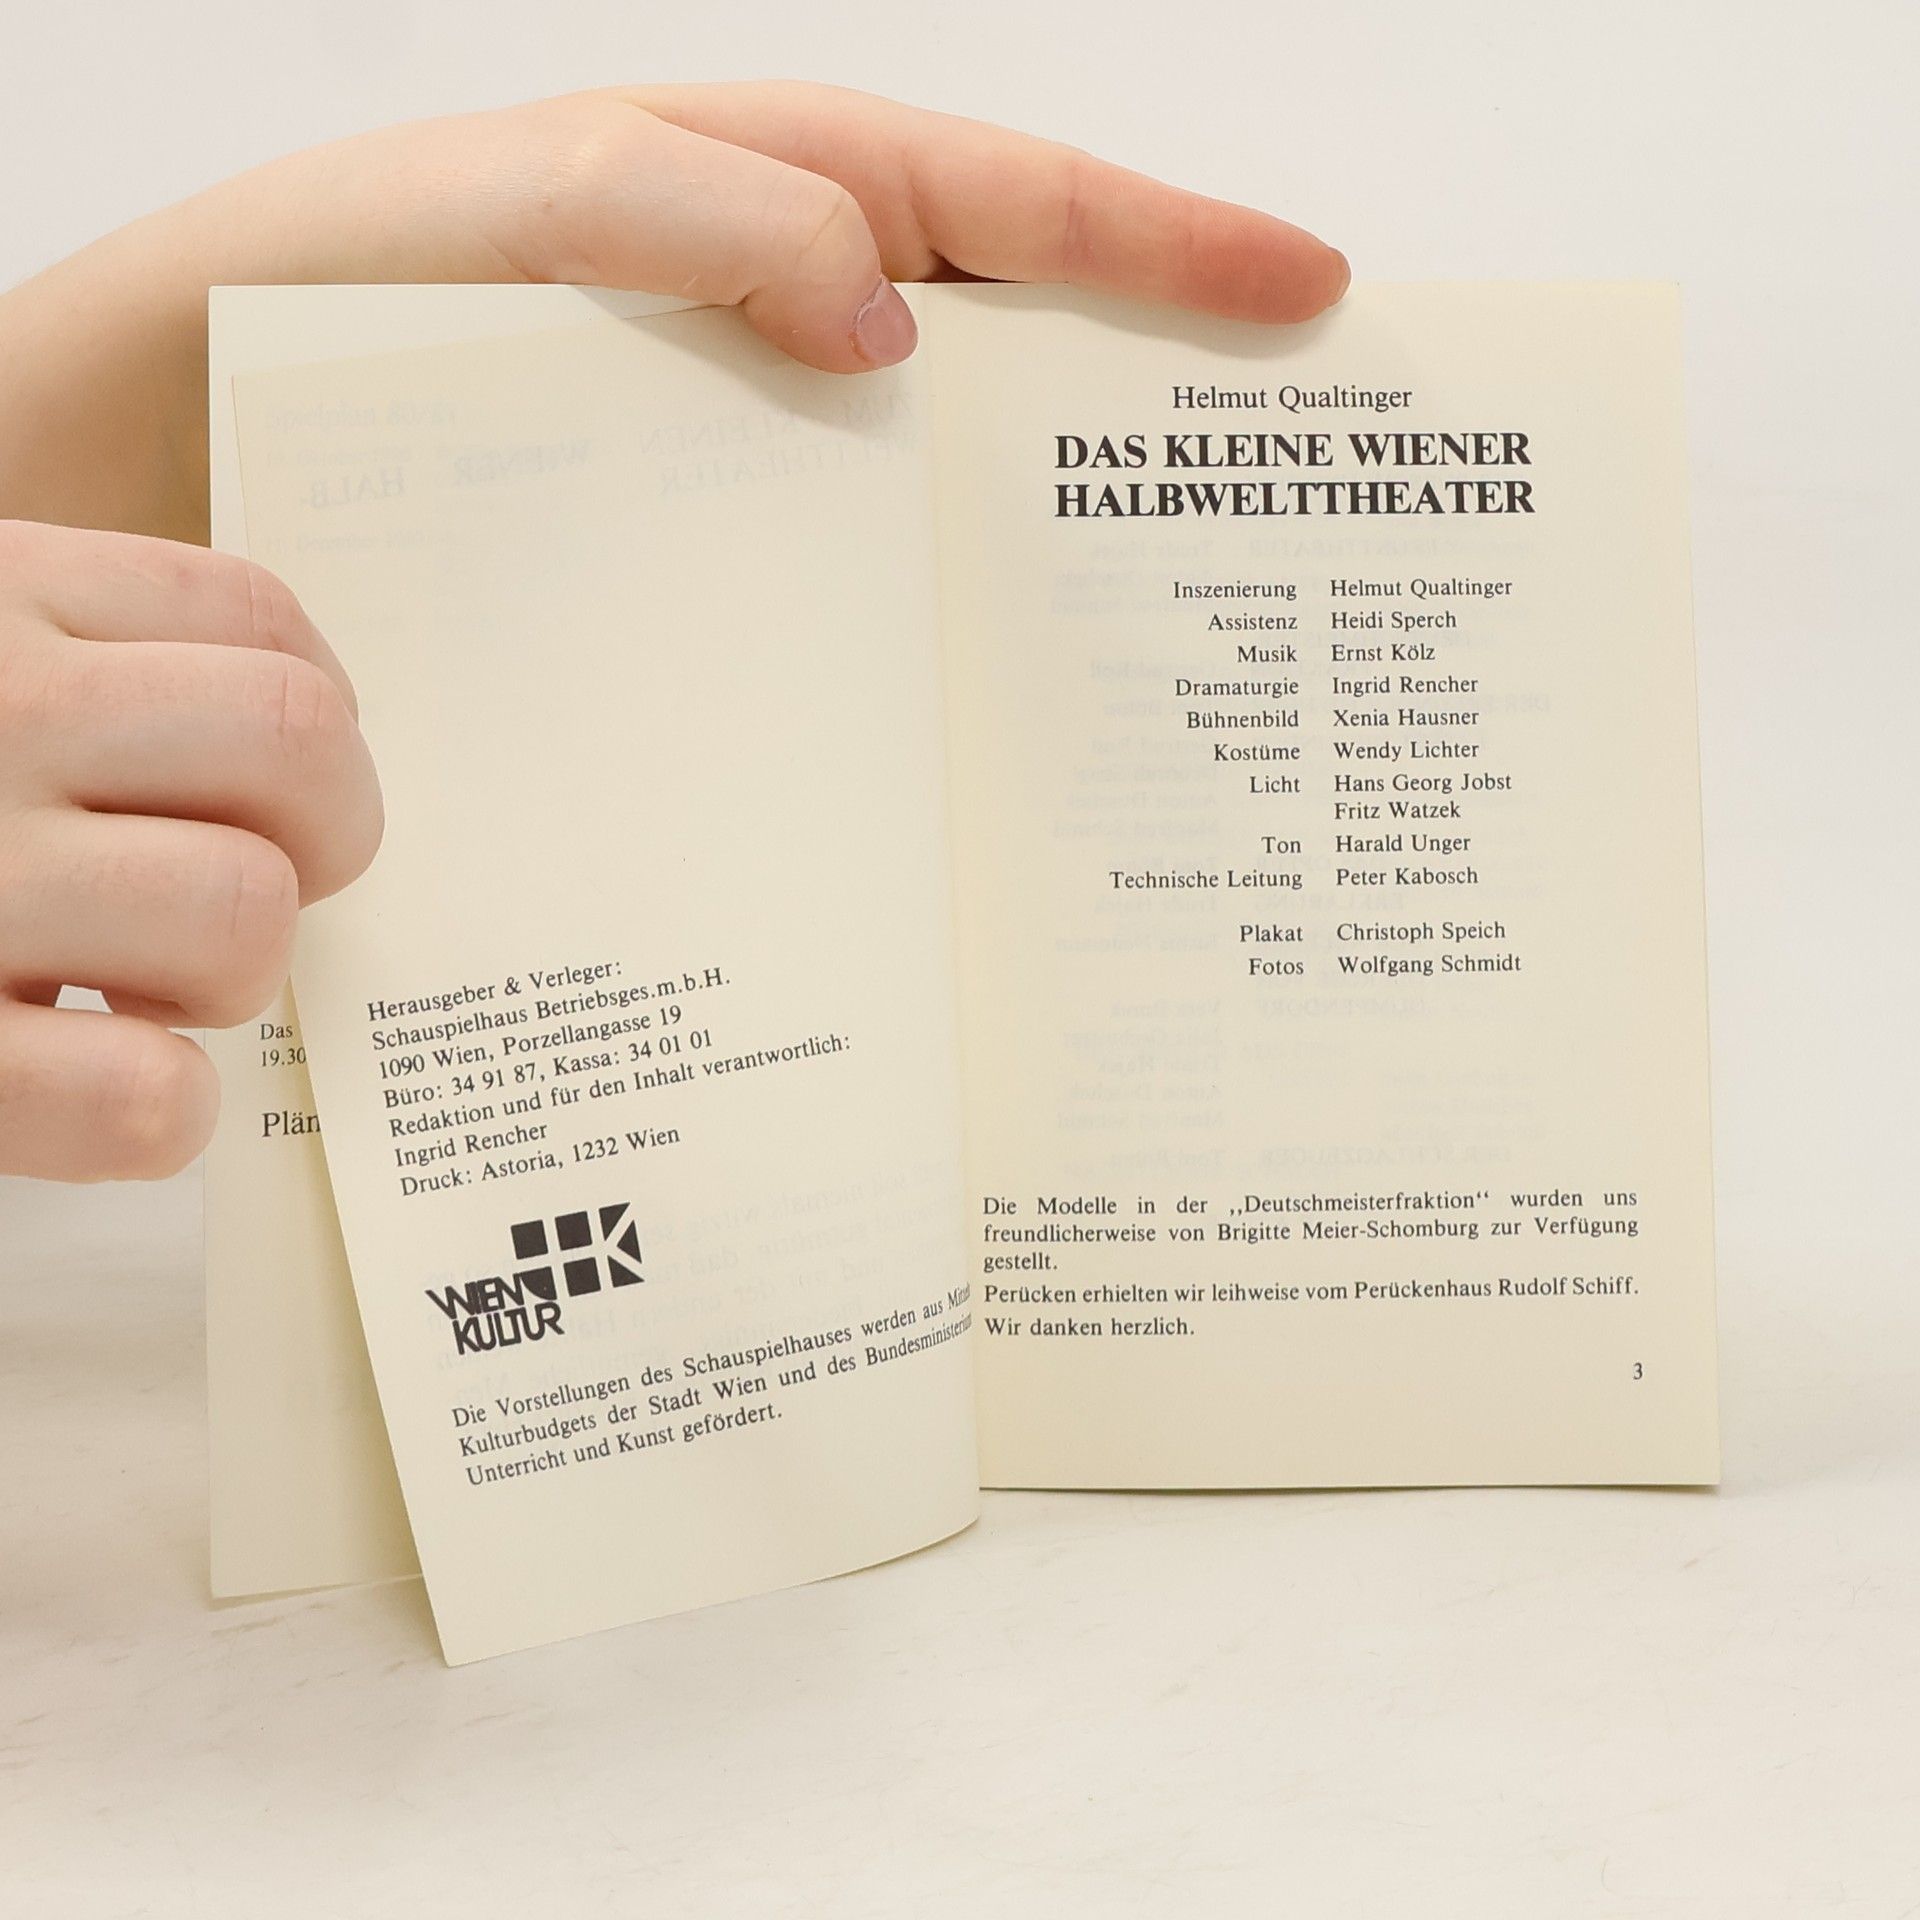 Das
19.30
Plän
Herausgeber & Verleger:
Schauspielhaus Betriebsges.m.b.H.
1090 Wien, Porzellangasse 19
Büro: 34 91 87, Kassa: 34 01 01
Redaktion und für den Inhalt verantwortlich:
Ingrid Rencher
Druck: Astoria, 1232 Wien
WIEN
KULTUR
Die Vorstellungen des Schauspielhauses werden aus
Kulturbudgets der Stadt Wien und des Bundesministerium
Unterricht und Kunst gefördert.
Helmut Qualtinger
DAS KLEINE WIENER
HALBWELTTHEATER
Inszenierung Helmut Qualtinger
Assistenz Heidi Sperch
Musik Ernst Kölz
Dramaturgie Ingrid Rencher
Bühnenbild Xenia Hausner
Kostüme Wendy Lichter
Licht Hans Georg Jobst
Fritz Watzek
Ton Harald Unger
Technische Leitung Peter Kabosch
Plakat Christoph Speich
Fotos Wolfgang Schmidt
Die Modelle in der ,,Deutschmeisterfraktion“ wurden uns
freundlicherweise von Brigitte Meier-Schomburg zur Verfügung
gestellt.
Perücken erhielten wir leihweise vom Perückenhaus Rudolf Schiff.
Wir danken herzlich.
3